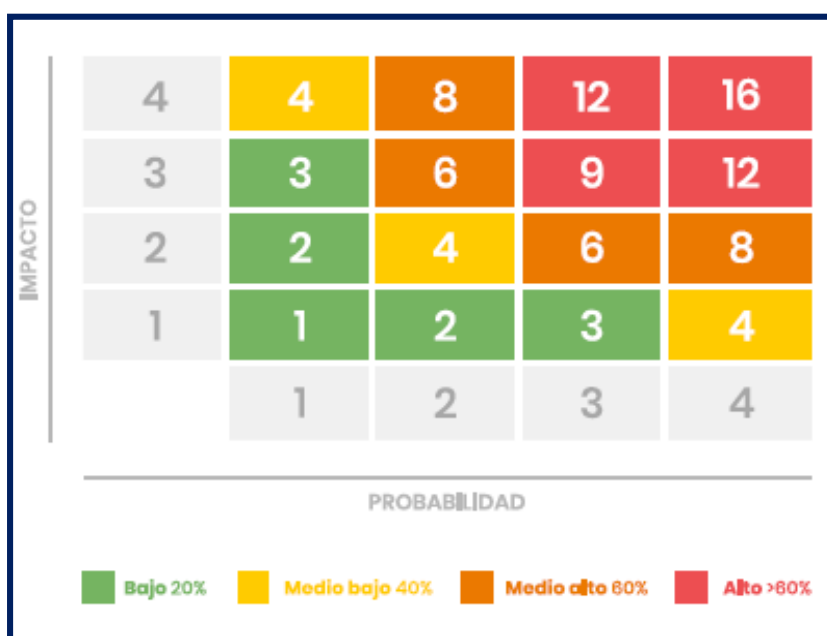 4 4 8 12 16
3 3 6 9 12
IMPACTO
2 2 4 6 8
1 1 2 3 4
1 2 3 4
PROBABILIDAD
Bajo 20% Medio bajo 40% Medio alto 60% Alto >60%